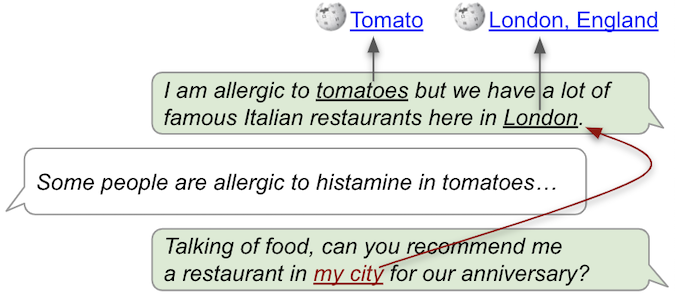 Tomato London, England
I am allergic to tomatoes but we have a lot of
famous Italian restaurants here in London.
Some people are allergic to histamine in tomatoes…
Talking of food, can you recommend me
a restaurant in my city for our anniversary?